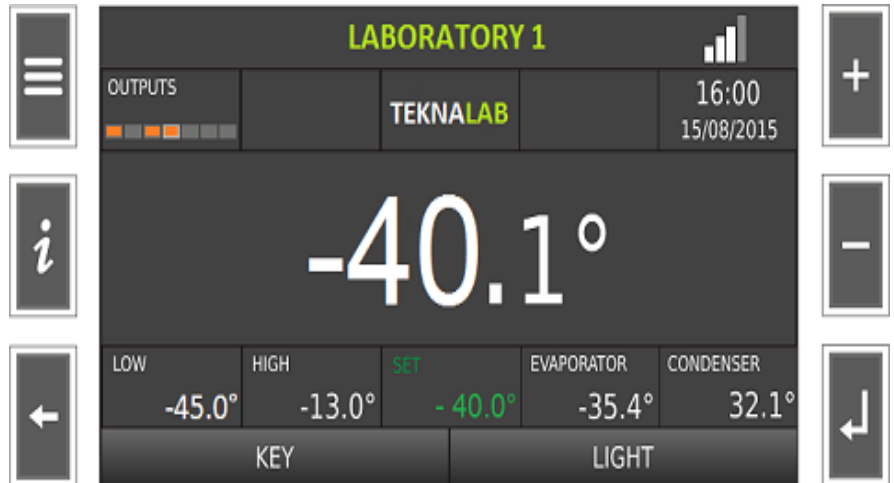 LABORATORY 1
OUTPUTS
TEKNALAB
16:00
15/08/2015
-40.1°
LOW HIGH SET EVAPORATOR CONDENSER
-45.0° -13.0° - 40.0° -35.4° 32.1°
KEY LIGHT
+
i
-